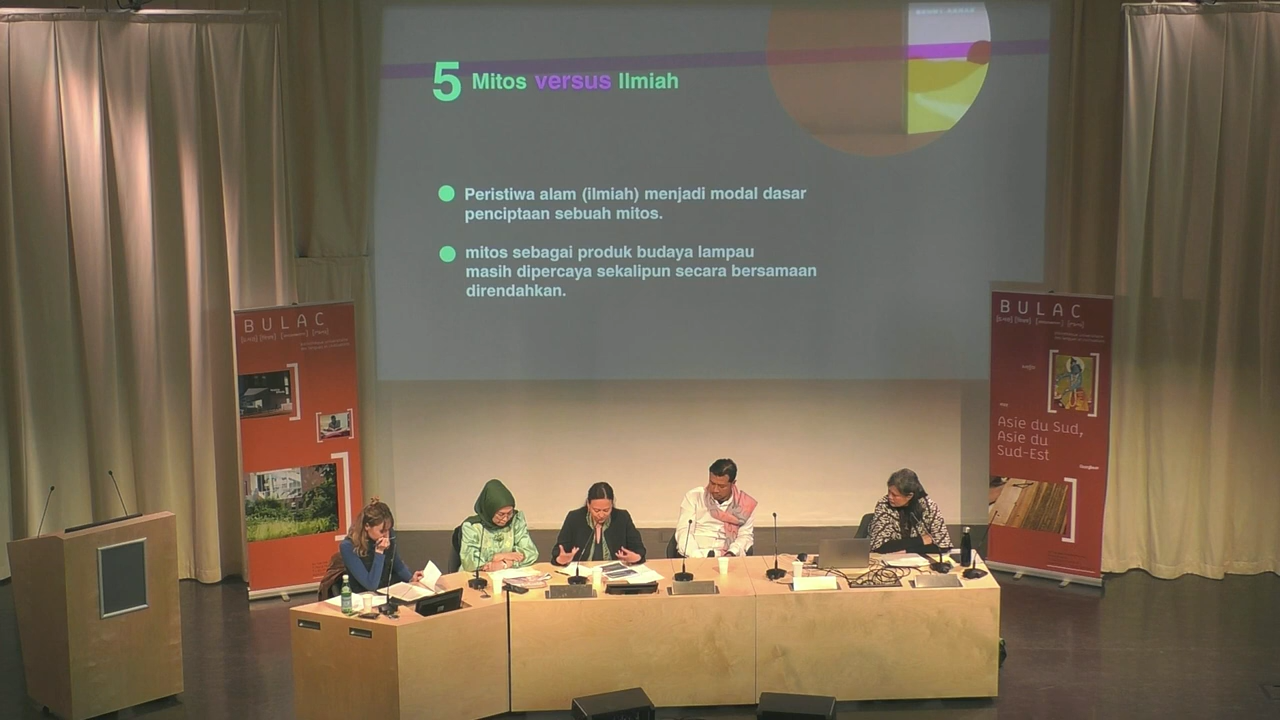 5 Mitos versus Ilmiah
Peristiwa alam (ilmiah) menjadi modal dasar
penciptaan sebuah mitos.
mitos sebagai produk budaya lampau
masih dipercaya sekalipun secara bersamaan
direndahkan.
BULAC
BULAC
Asie du Sud,
Asie du
Sud-Est